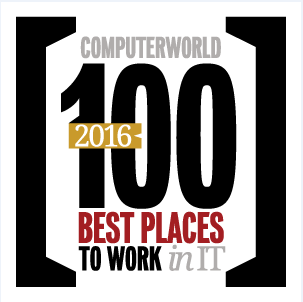 COMPUTERWORLD
100
2016
BEST PLACES
TO WORK in IT